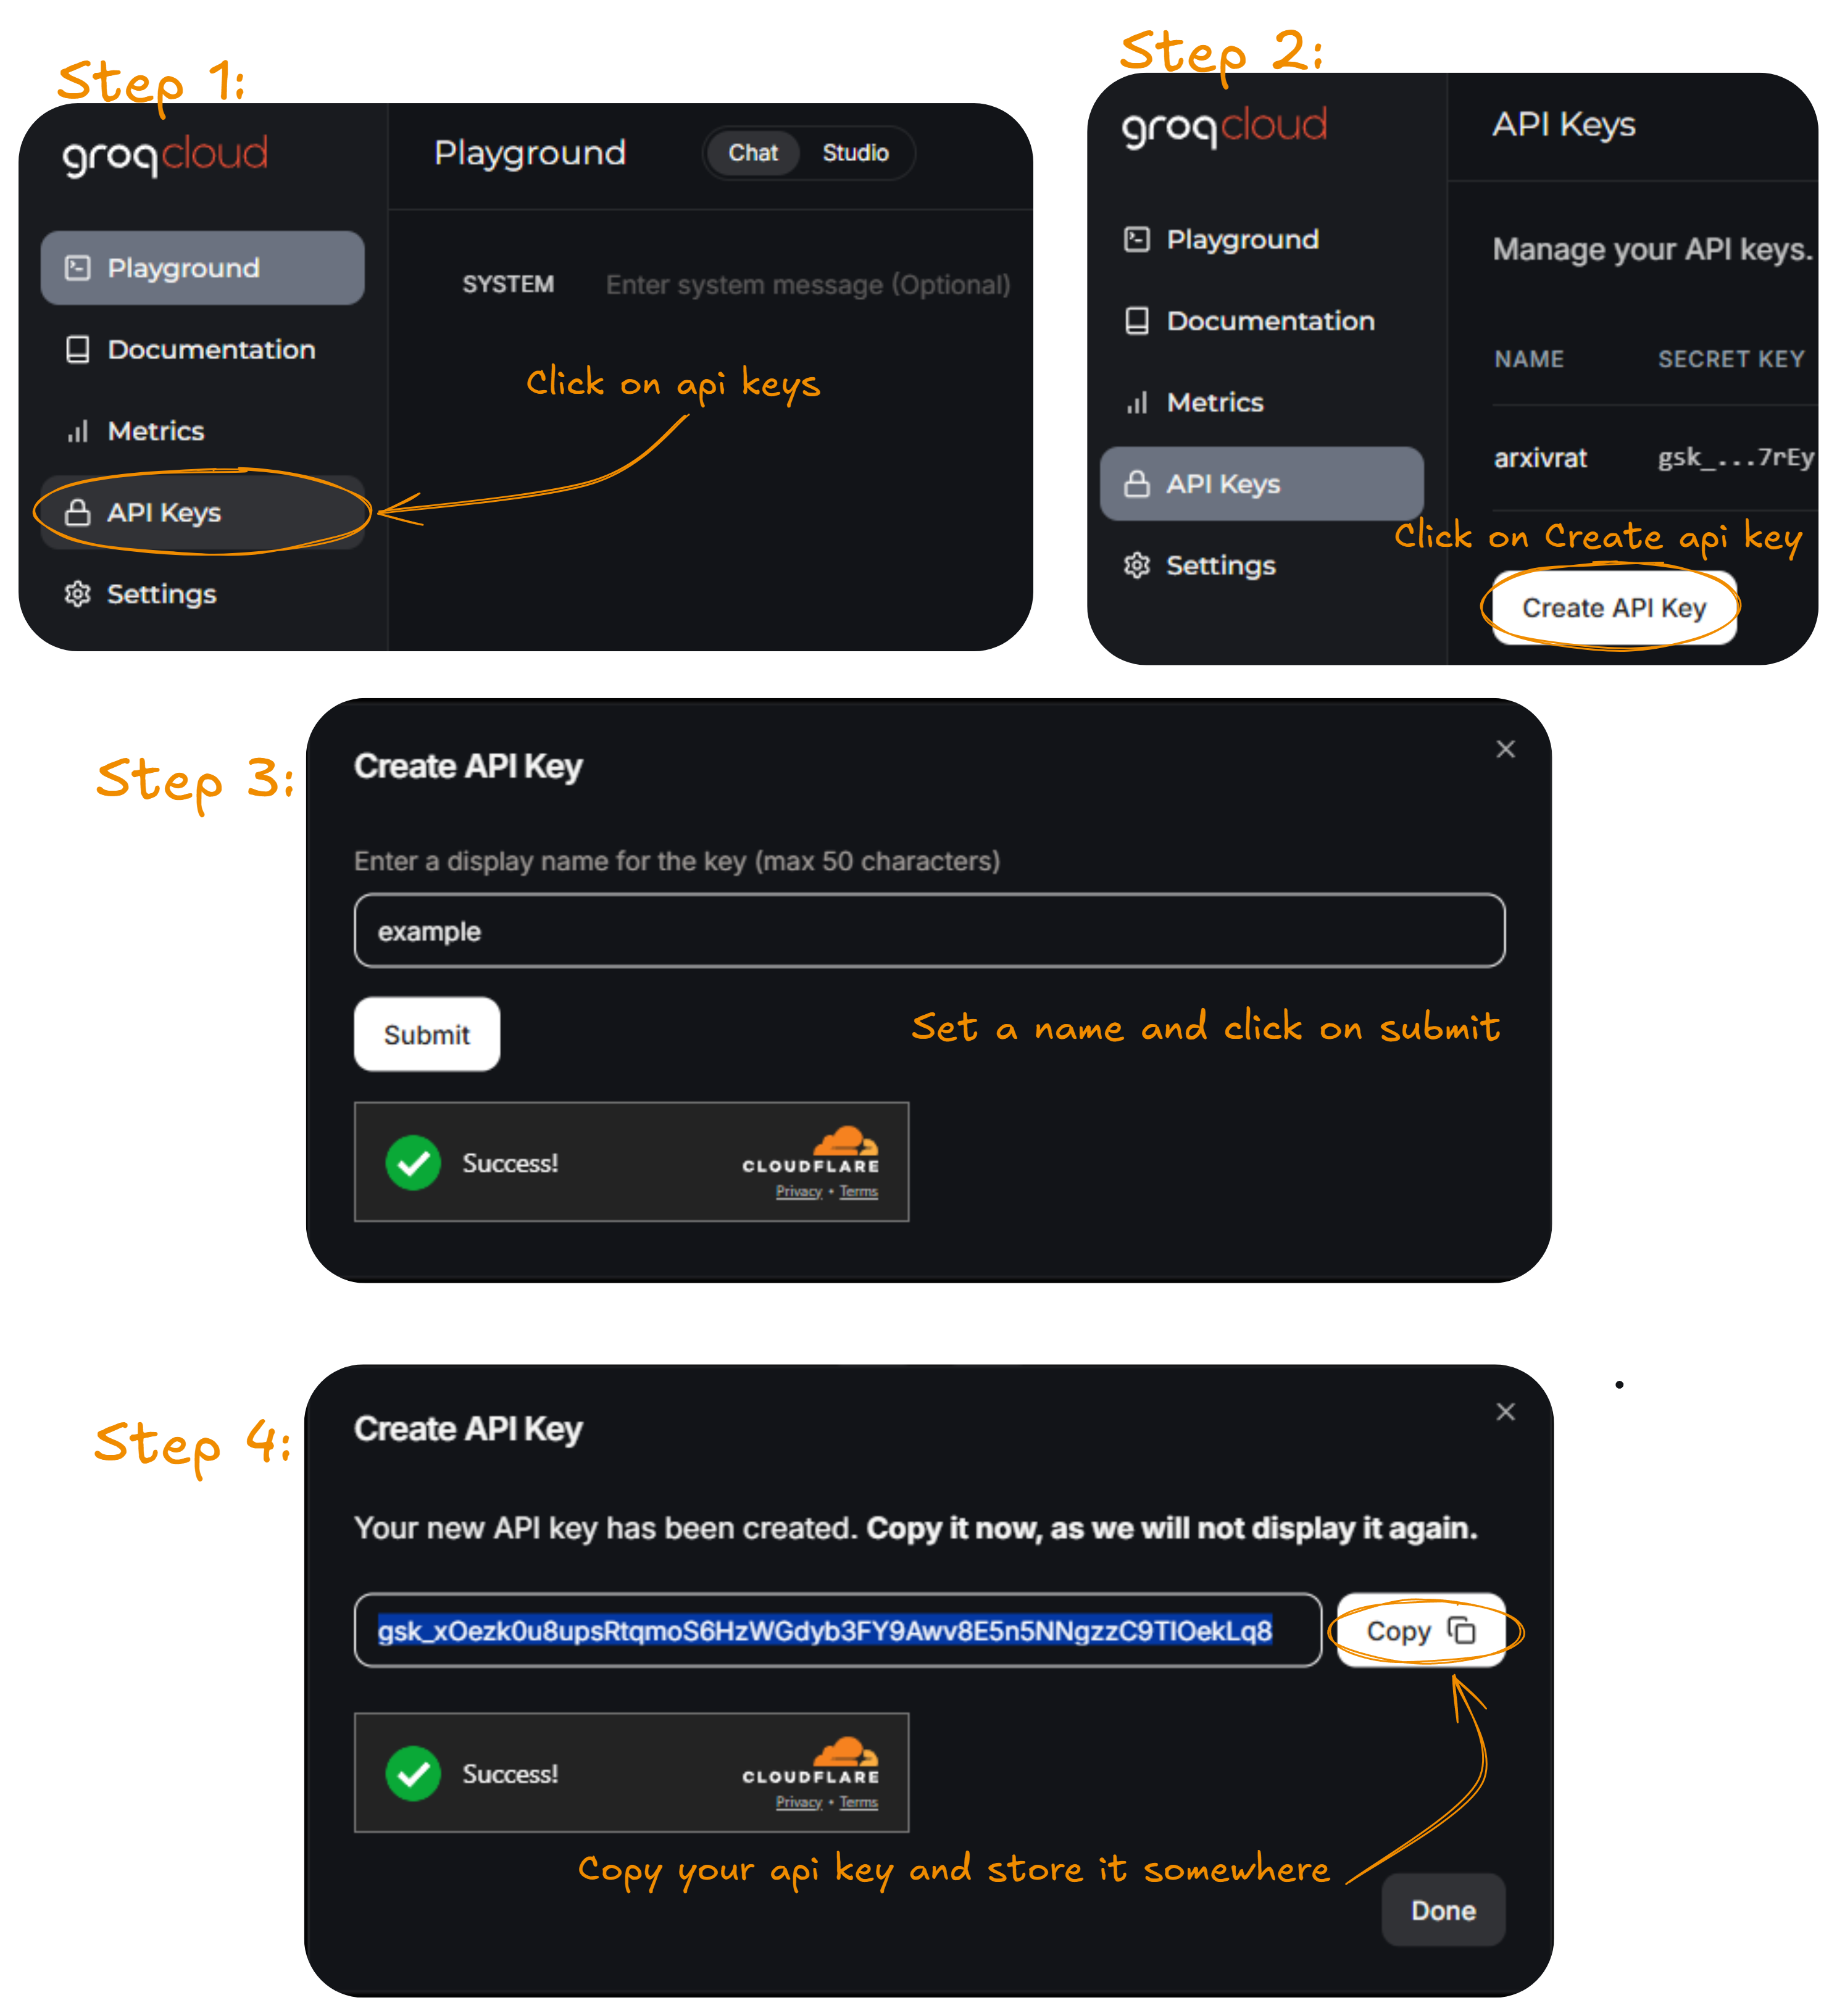 Step 1:
groqcloud
Playground
Chat
Studio
Playground
SYSTEM
Enter system message (Optional)
Documentation
Click on api keys
Metrics
API Keys
Settings
Step 2:
groqcloud
API Keys
Playground
Manage your API keys.
Documentation
NAME
SECRET KEY
Metrics
arxivrat
gsk_...7rEy
API Keys
Click on Create api key
Settings
Create API Key
Step 3:
Create API Key
Enter a display name for the key (max 50 characters)
example
Submit
Set a name and click on submit
Success!
CLOUDFLARE
Privacy • Terms
Step 4:
Create API Key
Your new API key has been created. Copy it now, as we will not display it again.
Copy
Success!
CLOUDFLARE
Privacy • Terms
Copy your api key and store it somewhere
Done